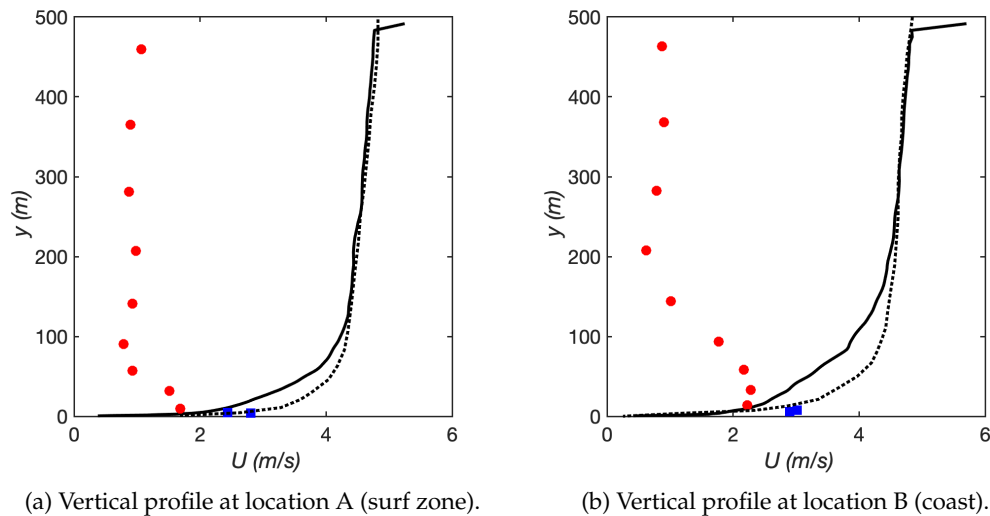 500
400
300
200
100
0
y (m)
0 2 4 6
U (m/s)
(a) Vertical profile at location A (surf zone).
500
400
300
200
100
0
y (m)
0 2 4 6
U (m/s)
(b) Vertical profile at location B (coast).